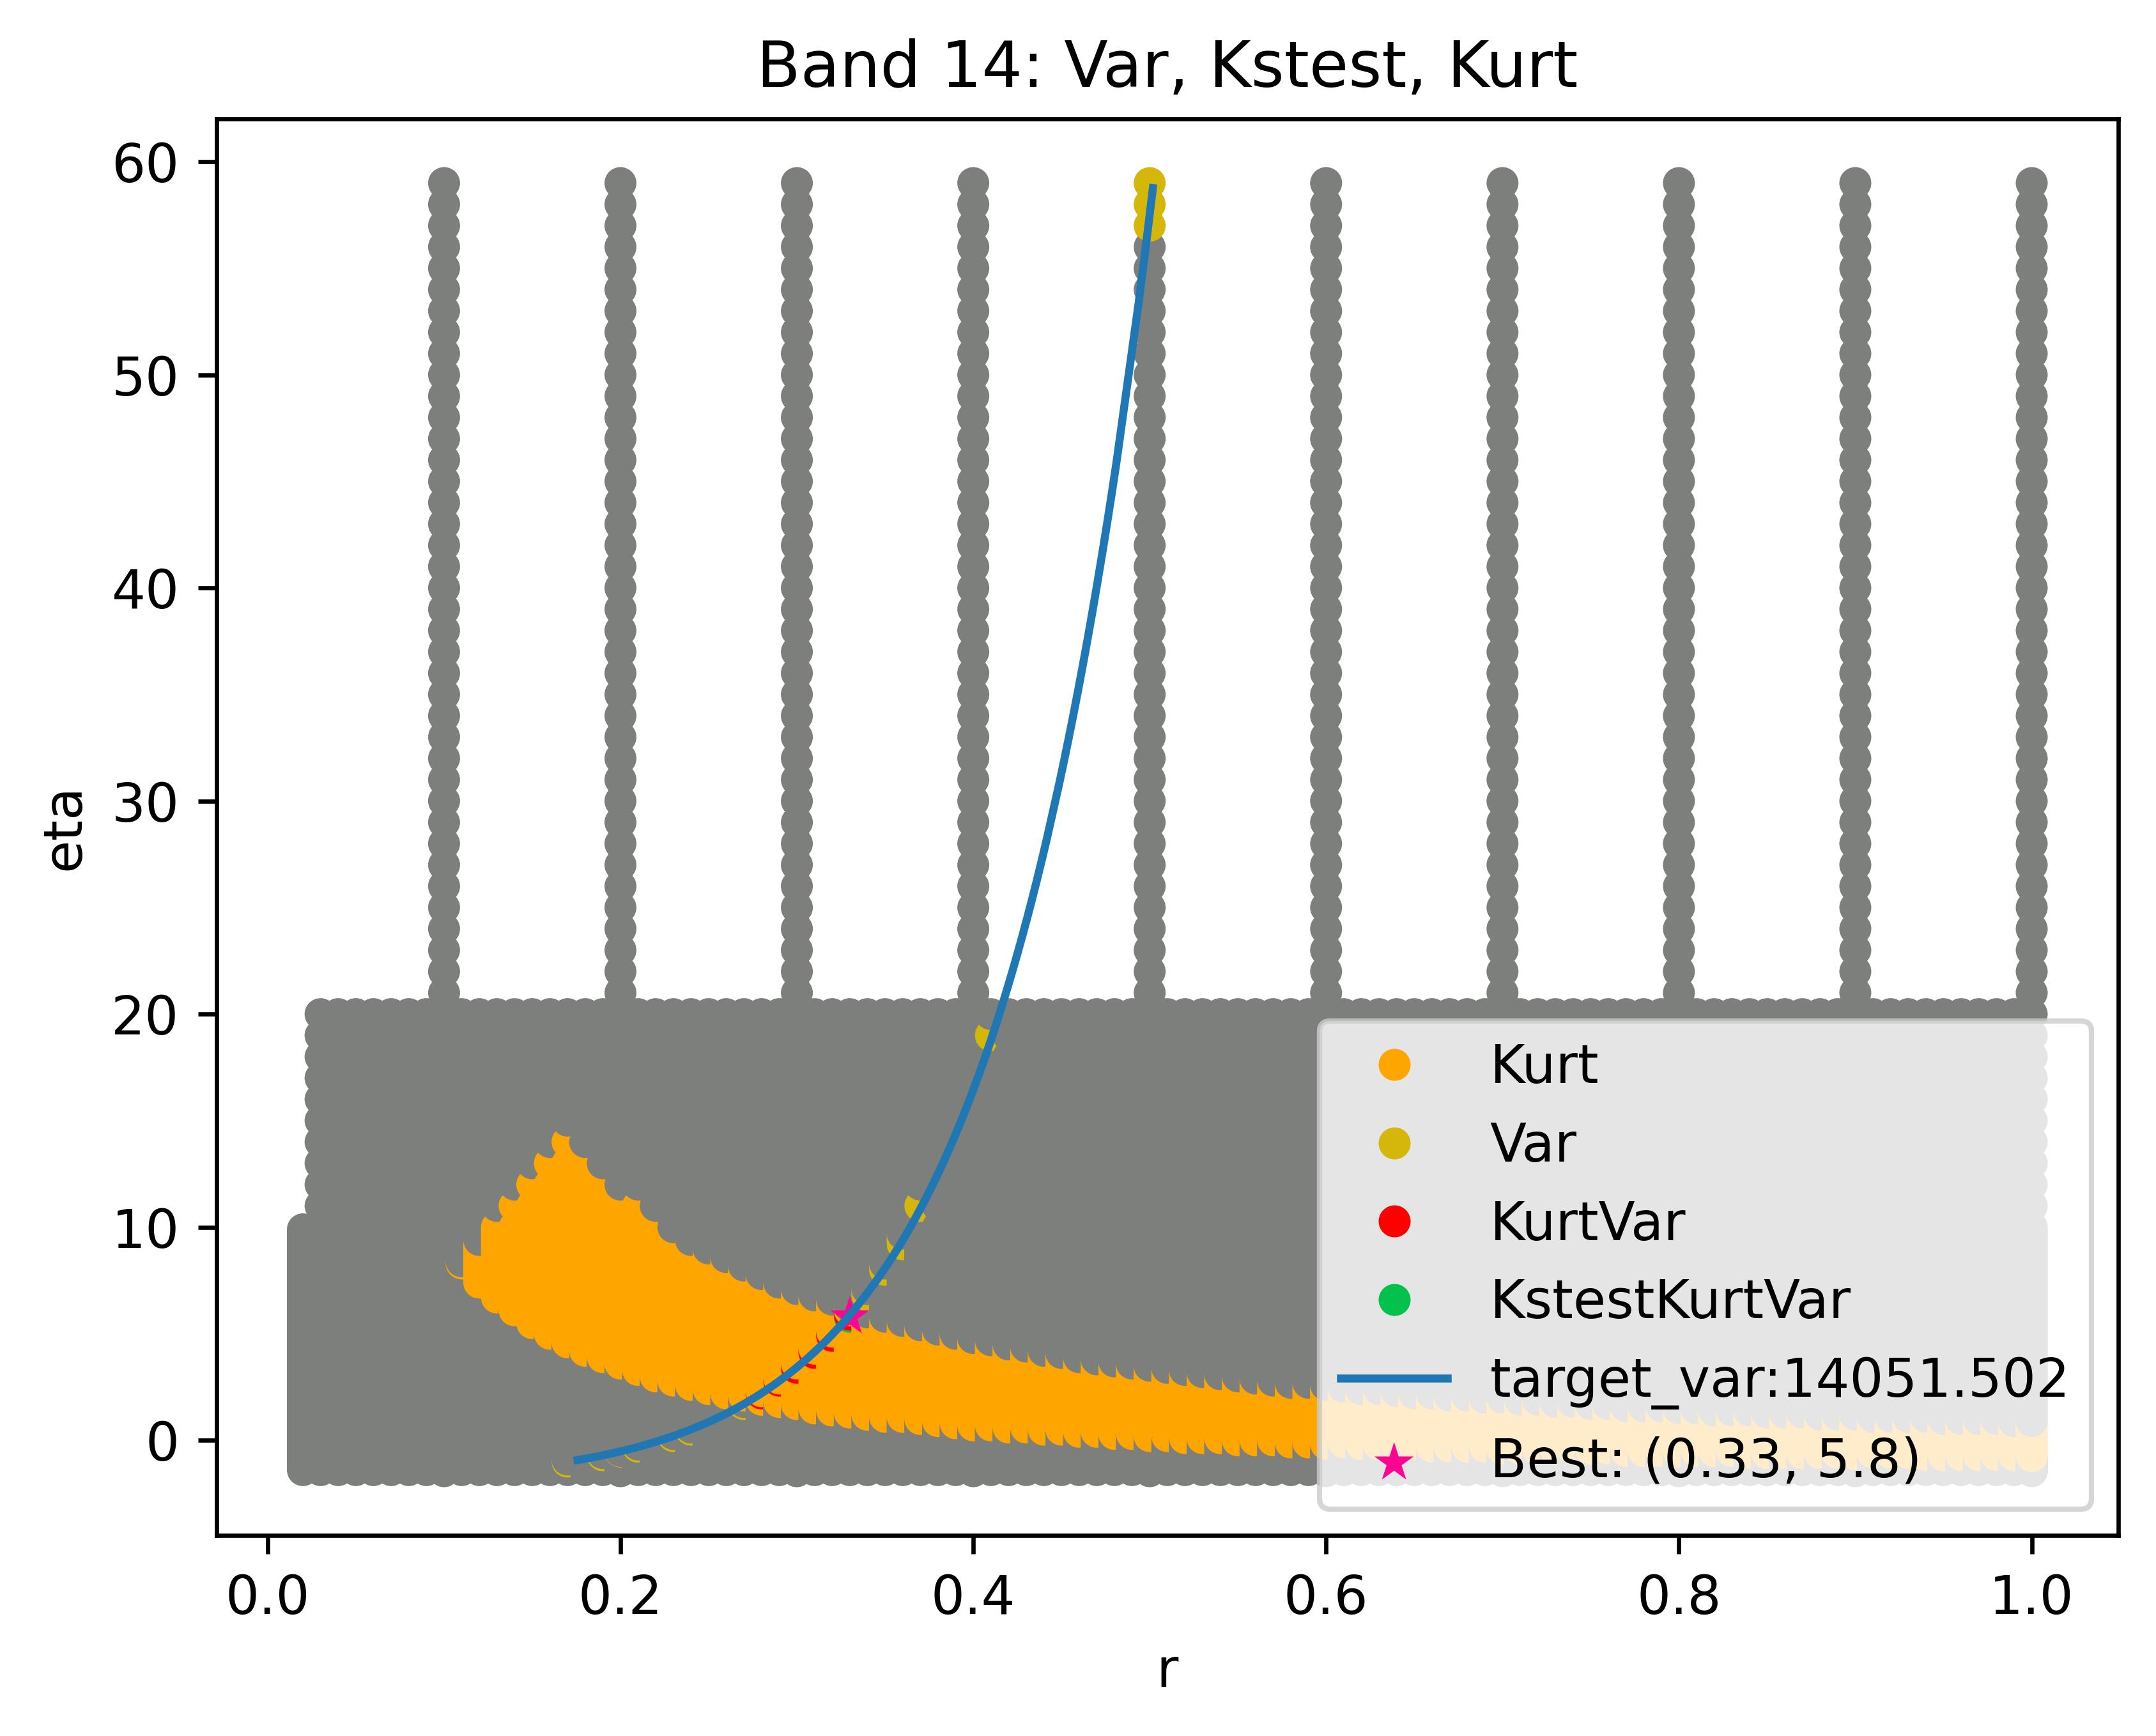 Band 14: Var, Kstest, Kurt
60
50
40
30
20
10
0
eta
Kurt
Var
KurtVar
KstestKurtVar
target_var:14051.502
Best: (0.33, 5.8)
0.0 0.2 0.4 0.6 0.8 1.0
r